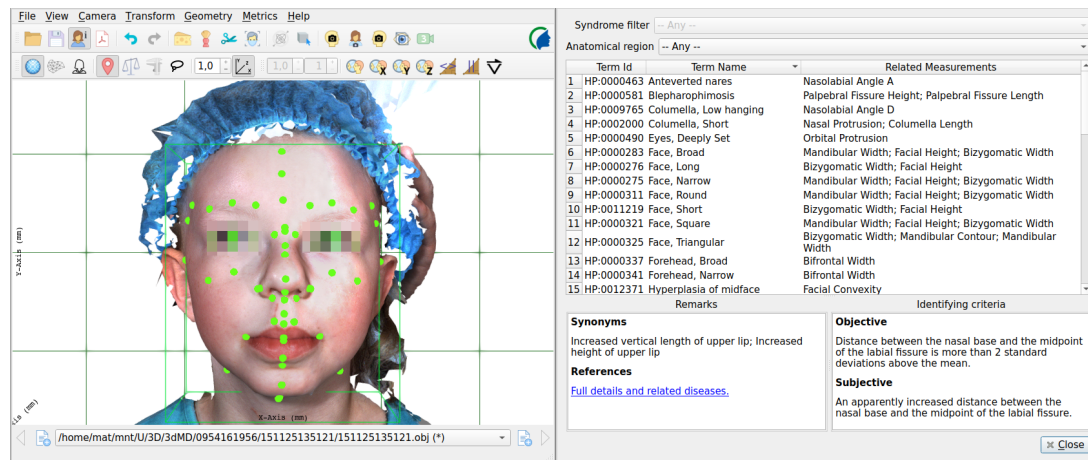 File View Camera Transform Geometry Metrics Help
1,0 1,0 1
X Y Z
Y-Axis (mm)
X-Axis (mm)
/home/mat/mnt/U/3D/3dMD/0954161956/151125135121/151125135121.obj (*)
Syndrome filter -- Any --
Anatomical region -- Any --
Term Id Term Name Related Measurements
1 HP:0000463 Anteverted nares Nasolabial Angle A
2 HP:0000581 Blepharophimosis Palpebral Fissure Height; Palpebral Fissure Length
3 HP:0009765 Columella, Low hanging Nasolabial Angle D
4 HP:0002000 Columella, Short Nasal Protrusion; Columella Length
5 HP:0000490 Eyes, Deeply Set Orbital Protrusion
6 HP:0000283 Face, Broad Mandibular Width; Facial Height; Bizygomatic Width
7 HP:0000276 Face, Long Bizygomatic Width; Facial Height
8 HP:0000275 Face, Narrow Mandibular Width; Facial Height; Bizygomatic Width
9 HP:0000311 Face, Round Mandibular Width; Facial Height; Bizygomatic Width
10 HP:0011219 Face, Short Bizygomatic Width; Facial Height
11 HP:0000321 Face, Square Mandibular Width; Facial Height; Bizygomatic Width
12 HP:0000325 Face, Triangular Bizygomatic Width; Mandibular Contour; Mandibular
Width
13 HP:0000337 Forehead, Broad Bifrontal Width
14 HP:0000341 Forehead, Narrow Bifrontal Width
15 HP:0012371 Hyperplasia of midface Facial Convexity
Remarks
Synonyms
Increased vertical length of upper lip; Increased
height of upper lip
References
Full details and related diseases.
Identifying criteria
Objective
Distance between the nasal base and the midpoint
of the labial fissure is more than 2 standard
deviations above the mean.
Subjective
An apparently increased distance between the
nasal base and the midpoint of the labial fissure.
Close